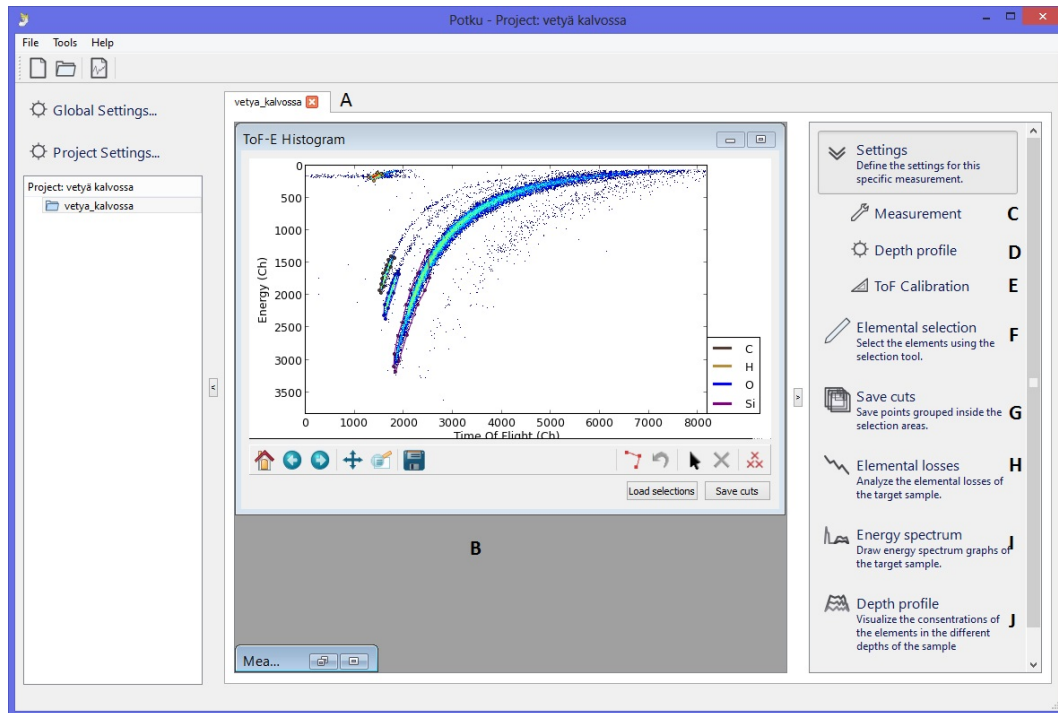 Potku - Project: vetyä kalvossa
File Tools Help
Global Settings...
Project Settings...
Project: vetyä kalvossa
vetya_kalvossa
vetya_kalvossa A
ToF-E Histogram
0
500
1000
1500
2000
2500
3000
3500
Energy (Ch)
0 1000 2000 3000 4000 5000 6000 7000 8000
Time Of Flight (Ch)
C
H
O
Si
Load selections Save cuts
B
Mea...
<
>
Settings
Define the settings for this
specific measurement.
Measurement C
Depth profile D
ToF Calibration E
Elemental selection F
Select the elements using the
selection tool.
Save cuts
Save points grouped inside the G
selection areas.
Elemental losses H
Analyze the elemental losses of
the target sample.
Energy spectrum I
Draw energy spectrum graphs of
the target sample.
Depth profile
Visualize the consentrations of J
the elements in the different
depths of the sample